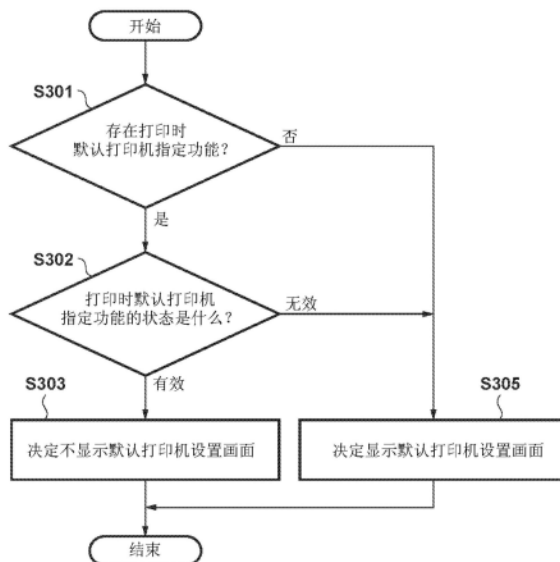 开始
S301
存在打印时
默认打印机指定功能？
否
是
S302
打印时默认打印机
指定功能的状态是什么？
无效
有效
S303
决定不显示默认打印机设置画面
S305
决定显示默认打印机设置画面
结束